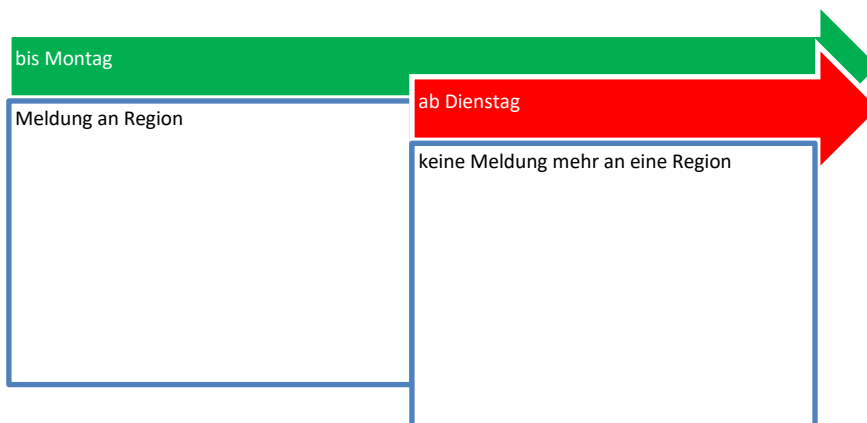 bis Montag
Meldung an Region
ab Dienstag
keine Meldung mehr an eine Region